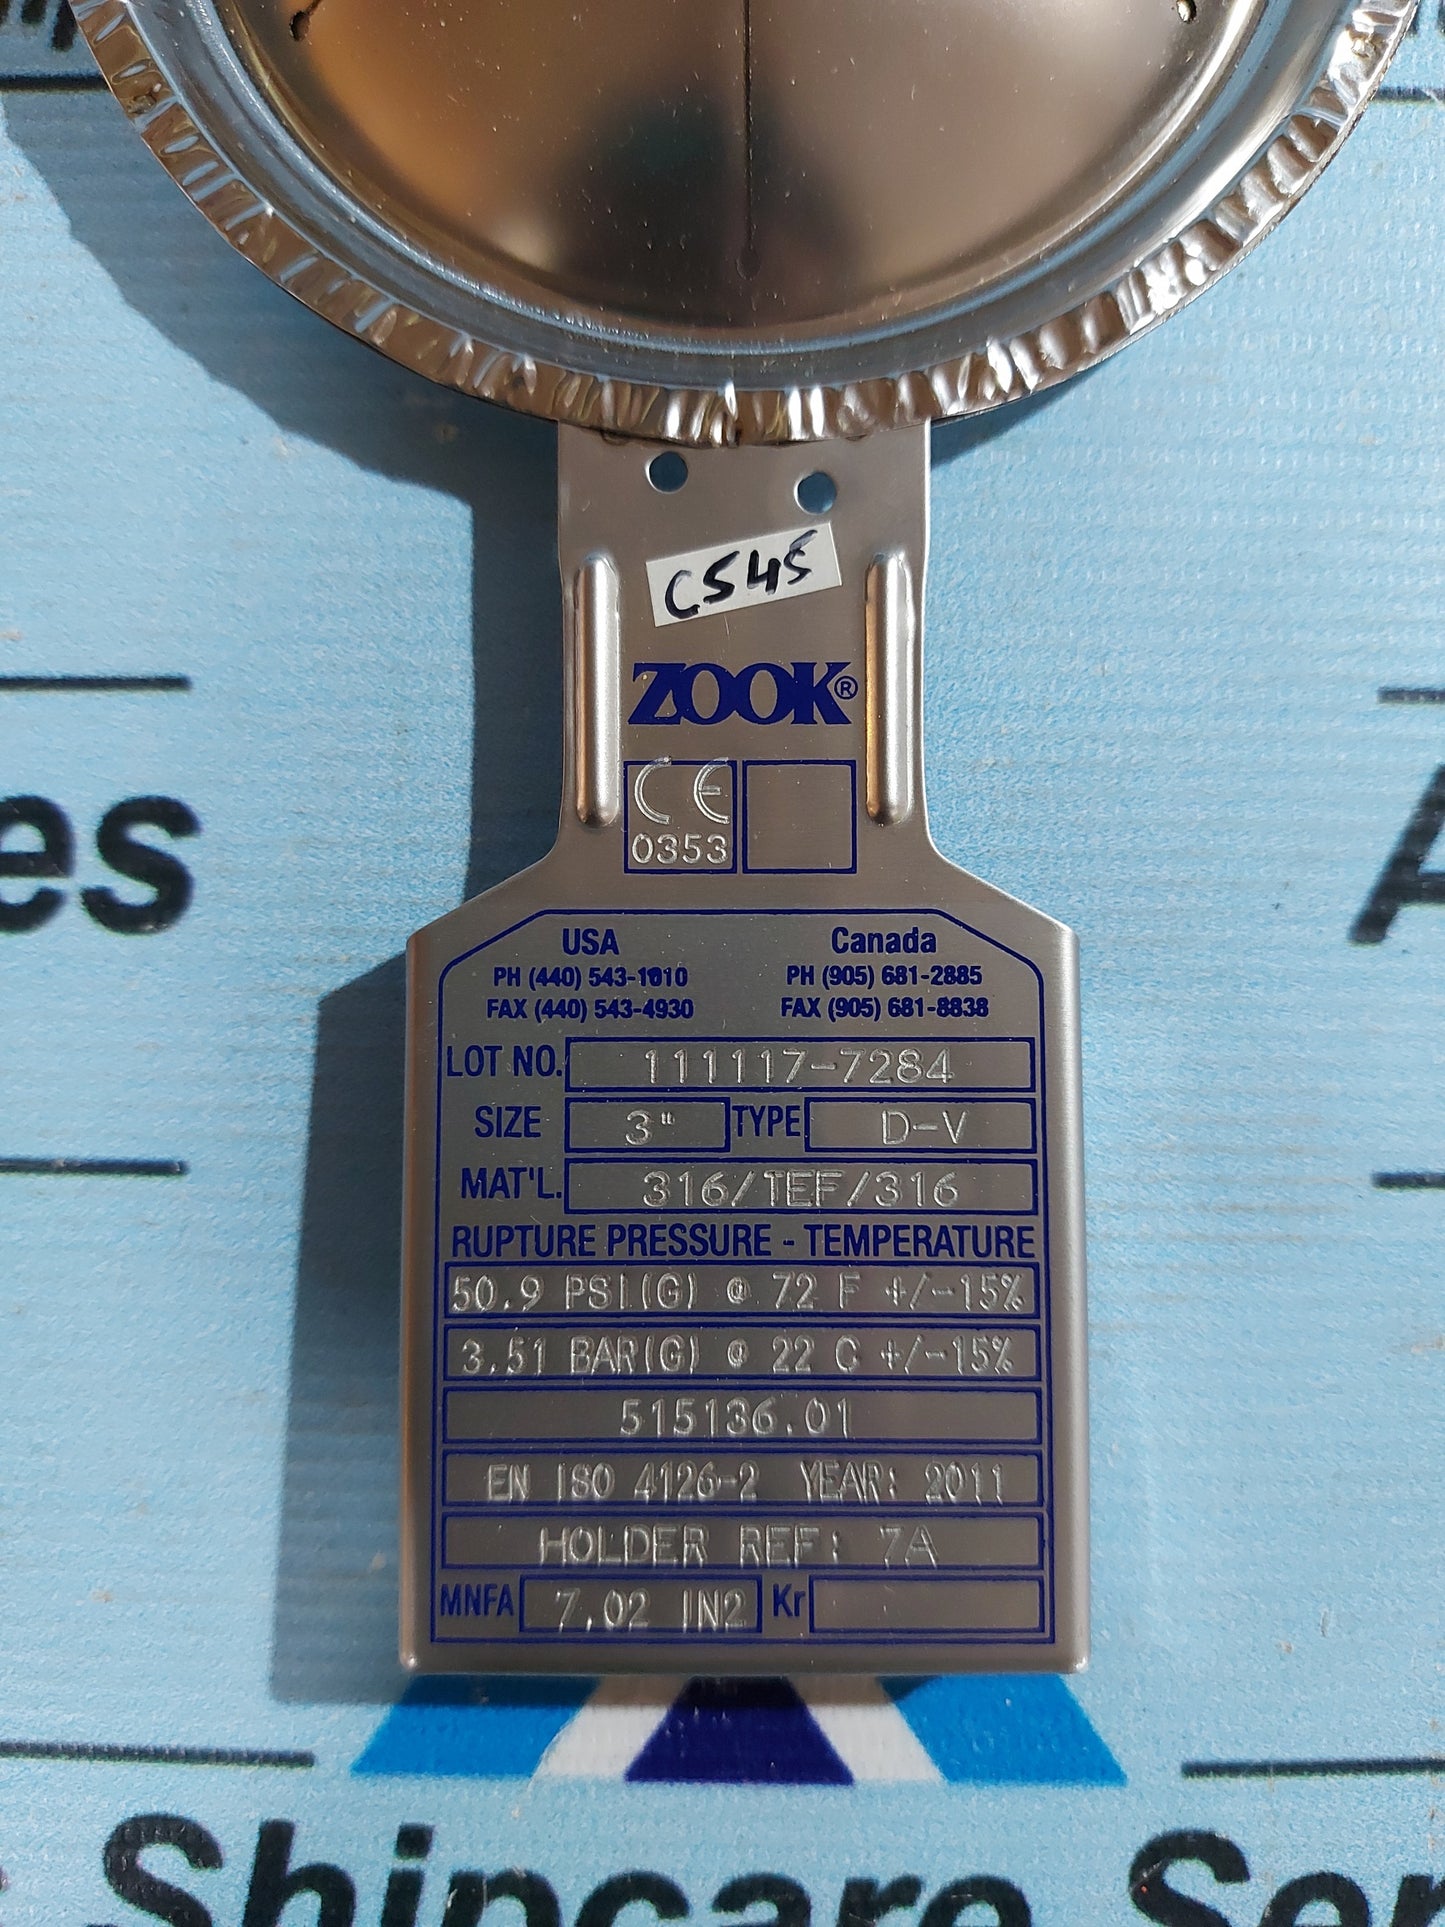 C545
ZOOK®
CE
0353
USA
PH (440) 543-1010
FAX (440) 543-4930
Canada
PH (905) 681-2885
FAX (905) 681-8838
LOT NO. 111117-7284
SIZE 3" TYPE D-V
MAT'L. 316/TEF/316
RUPTURE PRESSURE - TEMPERATURE
50.9 PSI(G) @ 72 F +/-15%
3.51 BAR(G) @ 22 C +/-15%
515136.01
EN ISO 4126-2 YEAR: 2011
HOLDER REF: 7A
MNFA 7.02 IN2 Kr
es
A
Shipcare Ser